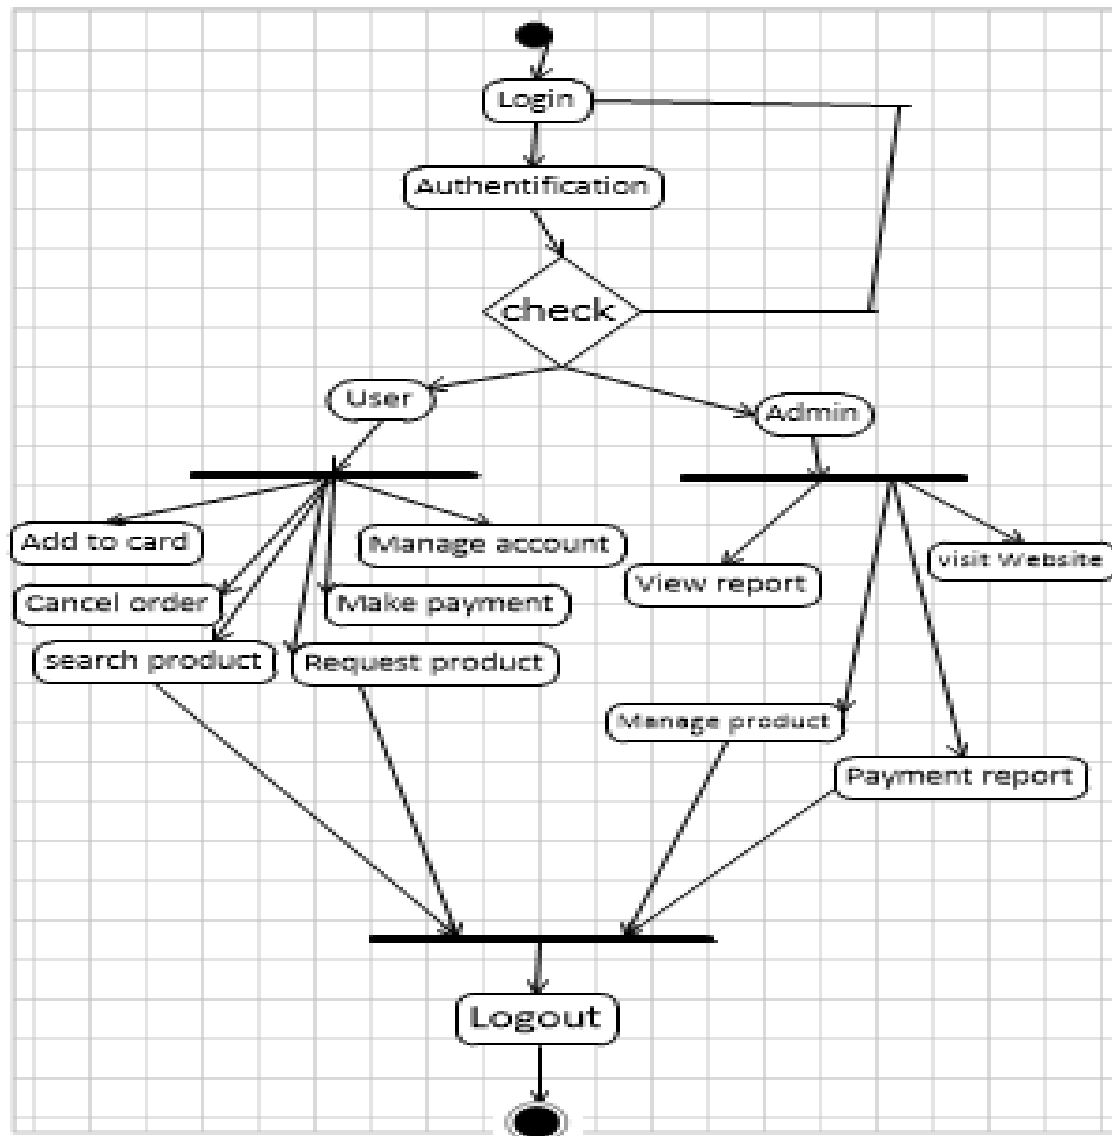 Login
Authentification
check
User
Admin
Add to card
Manage account
visit Website
View report
Cancel order
Make payment
search product
Request product
Manage product
Payment report
Logout